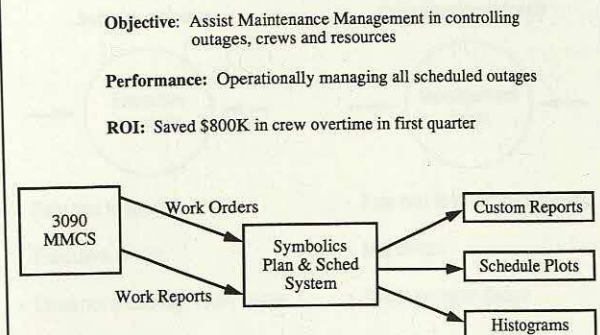 Objective: Assist Maintenance Management in controlling
outages, crews and resources
Performance: Operationally managing all scheduled outages
ROI: Saved $800K in crew overtime in first quarter
3090
MMCS
Work Orders
Work Reports
Symbolics
Plan & Sched
System
Custom Reports
Schedule Plots
Histograms